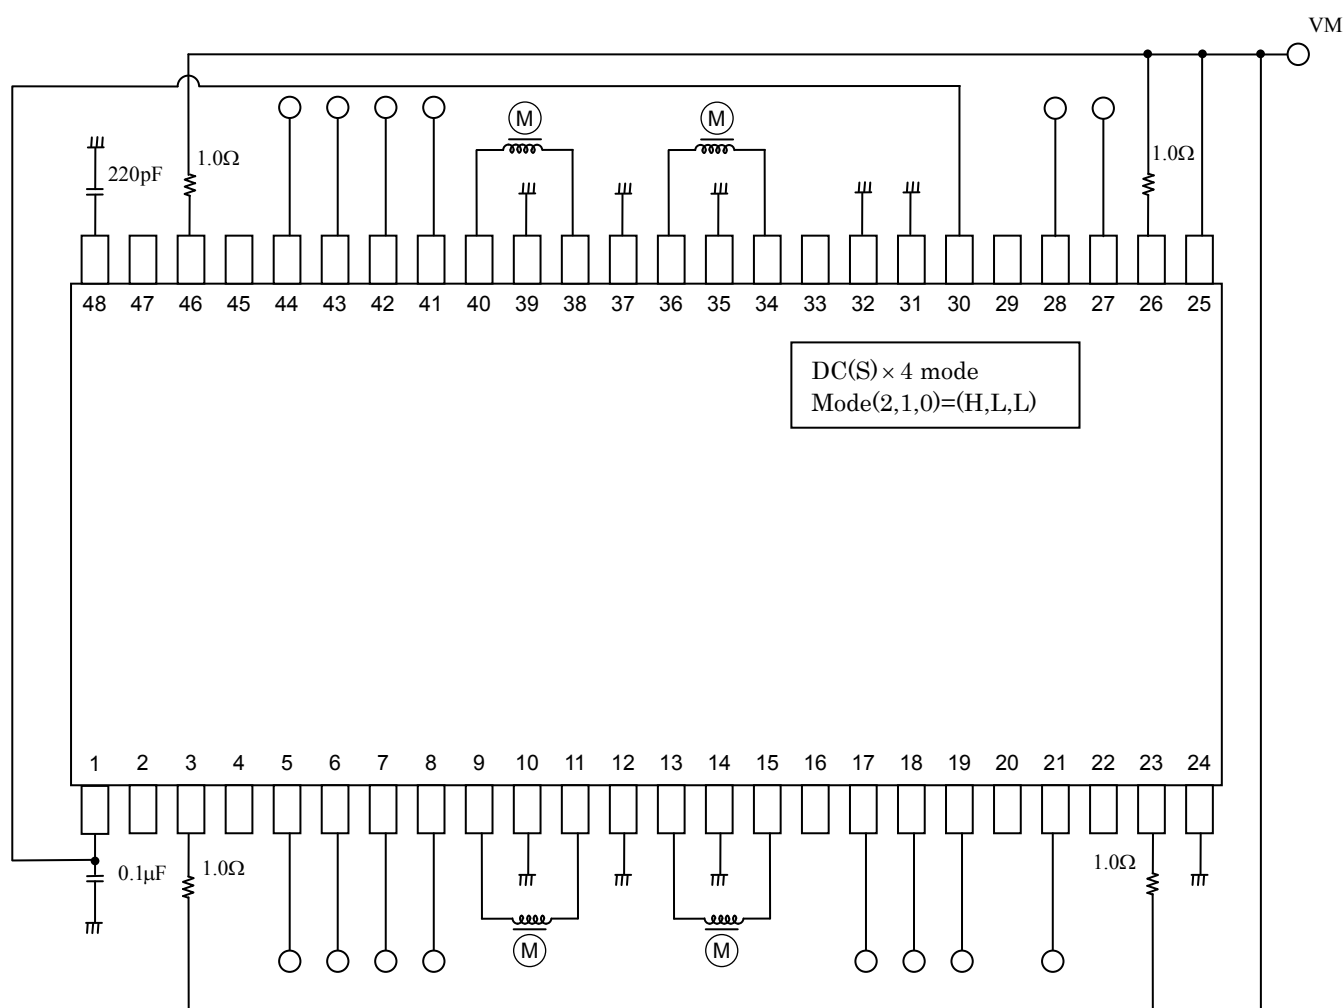 VM
M M
1.0Ω 1.0Ω
220pF
48 47 46 45 44 43 42 41 40 39 38 37 36 35 34 33 32 31 30 29 28 27 26 25
DC(S) × 4 mode
Mode(2,1,0)=(H,L,L)
1 2 3 4 5 6 7 8 9 10 11 12 13 14 15 16 17 18 19 20 21 22 23 24
0.1μF 1.0Ω 1.0Ω
M M